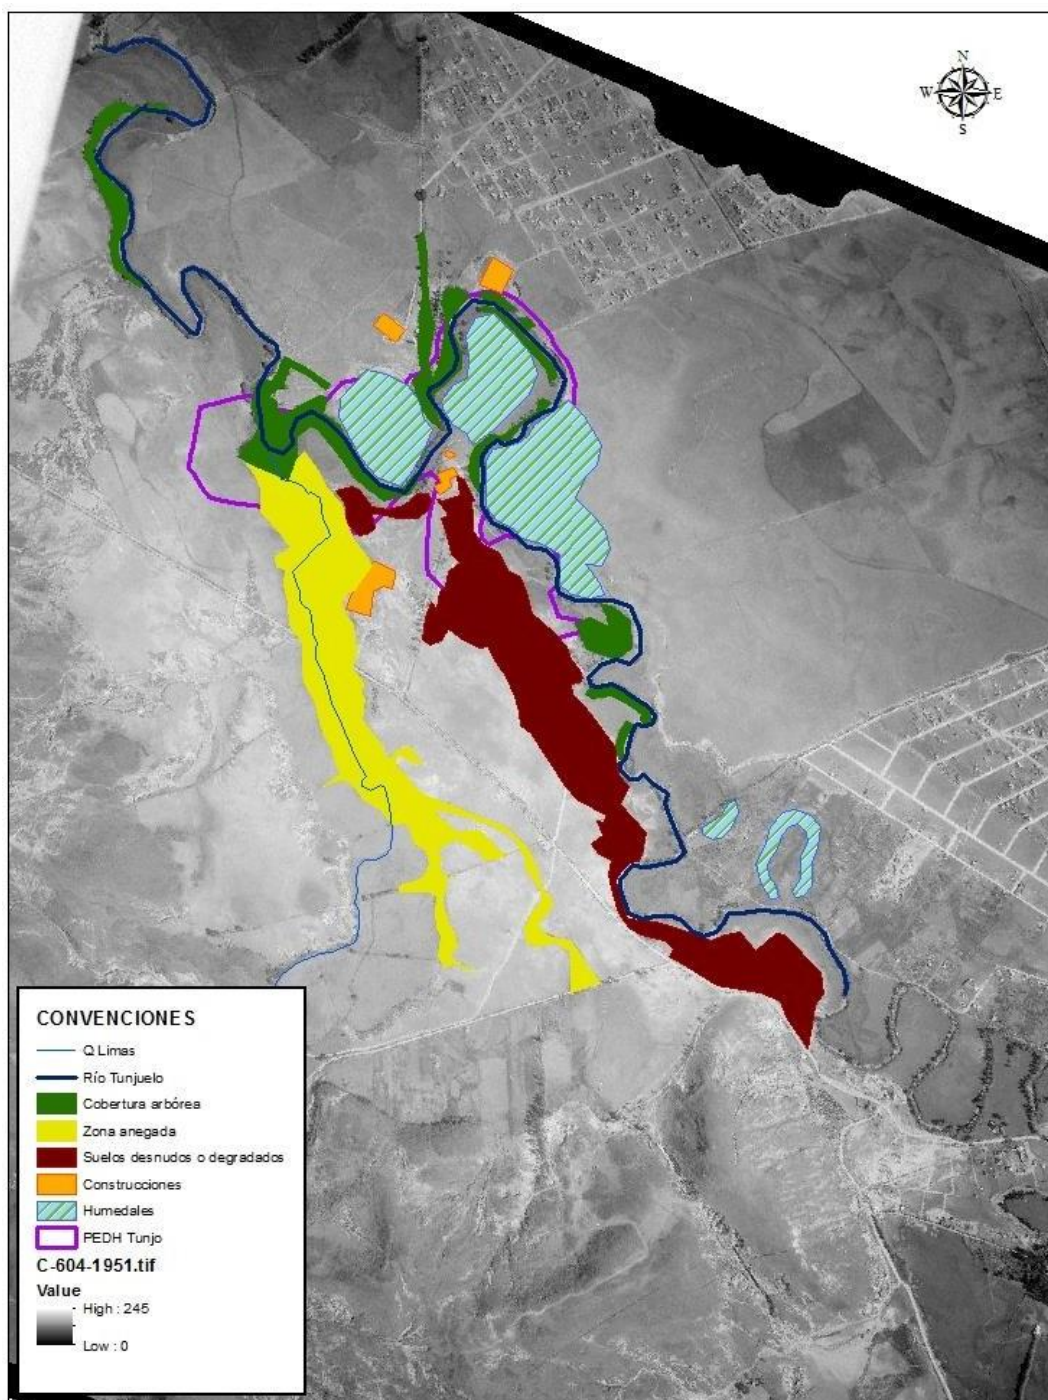 N
W E
S
CONVENCIONES
Q Limas
Río Tunjuelo
Cobertura arbórea
Zona anegada
Suelos desnudos o degradados
Construcciones
Humedales
PEDH Tunjo
C-604-1951.tif
Value
High : 245
Low : 0